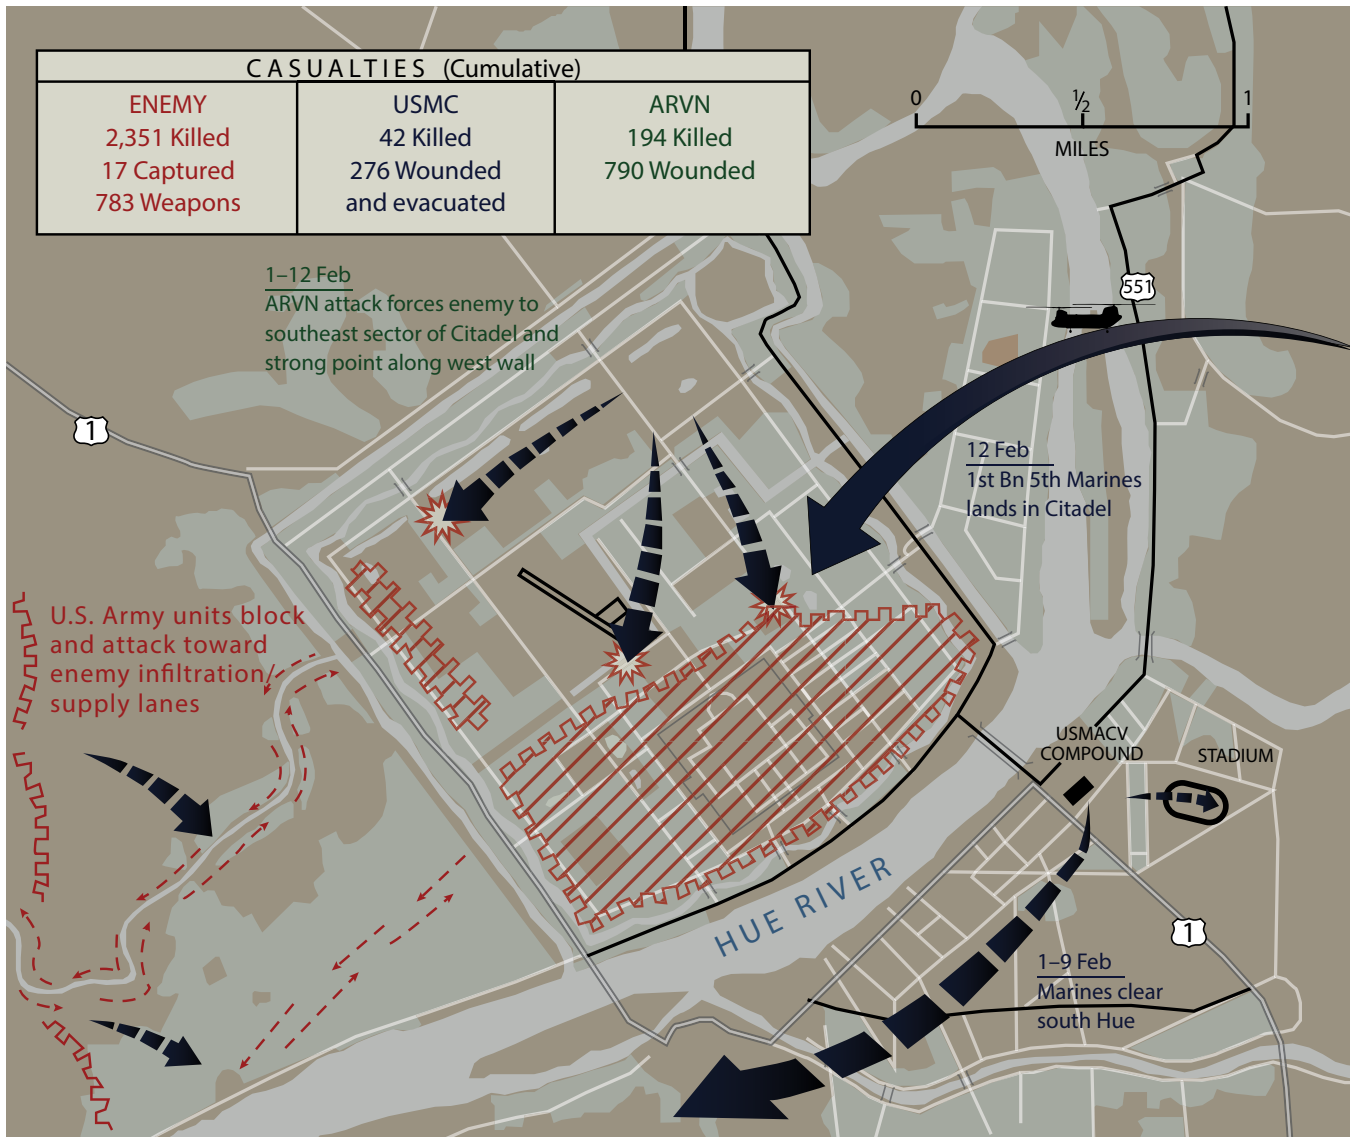 CASUALTIES (Cumulative)
ENEMY
2,351 Killed
17 Captured
783 Weapons
USMC
42 Killed
276 Wounded
and evacuated
ARVN
194 Killed
790 Wounded
0 ½ 1
MILES
1–12 Feb
ARVN attack forces enemy to
southeast sector of Citadel and
strong point along west wall
551
1
12 Feb
1st Bn 5th Marines
lands in Citadel
U.S. Army units block
and attack toward
enemy infiltration/
supply lanes
USMACV
COMPOUND
STADIUM
HUE RIVER
1
1–9 Feb
Marines clear
south Hue